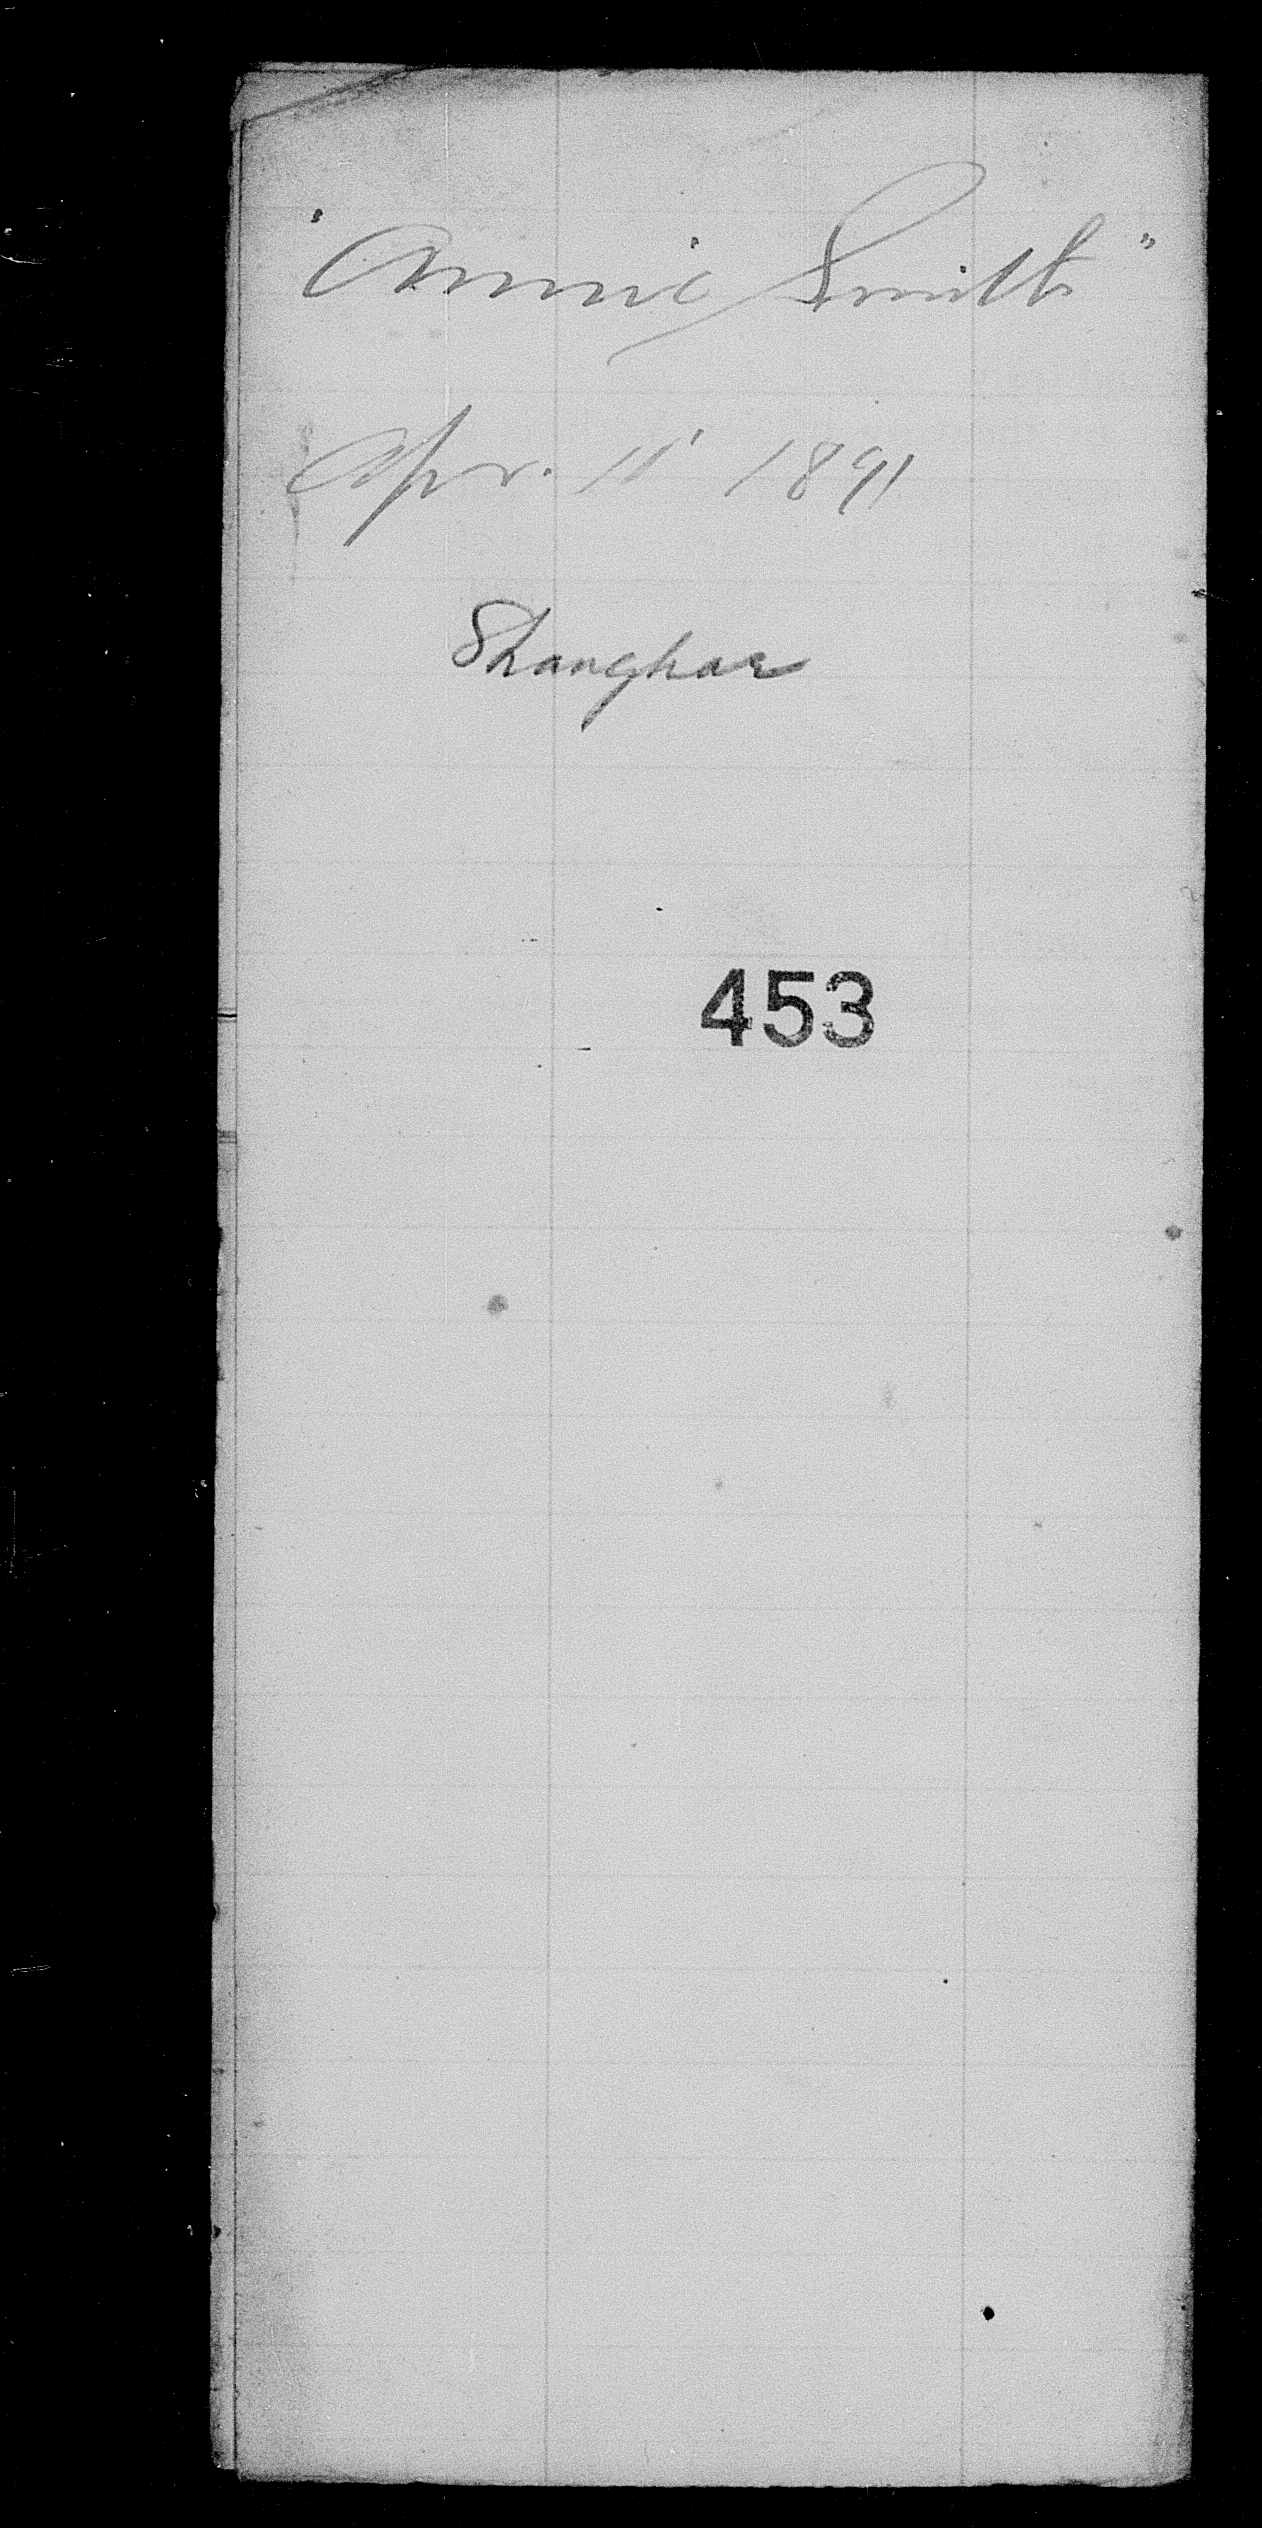 "Annie Smith"
Apr. 11' 1891
Shanghai
453